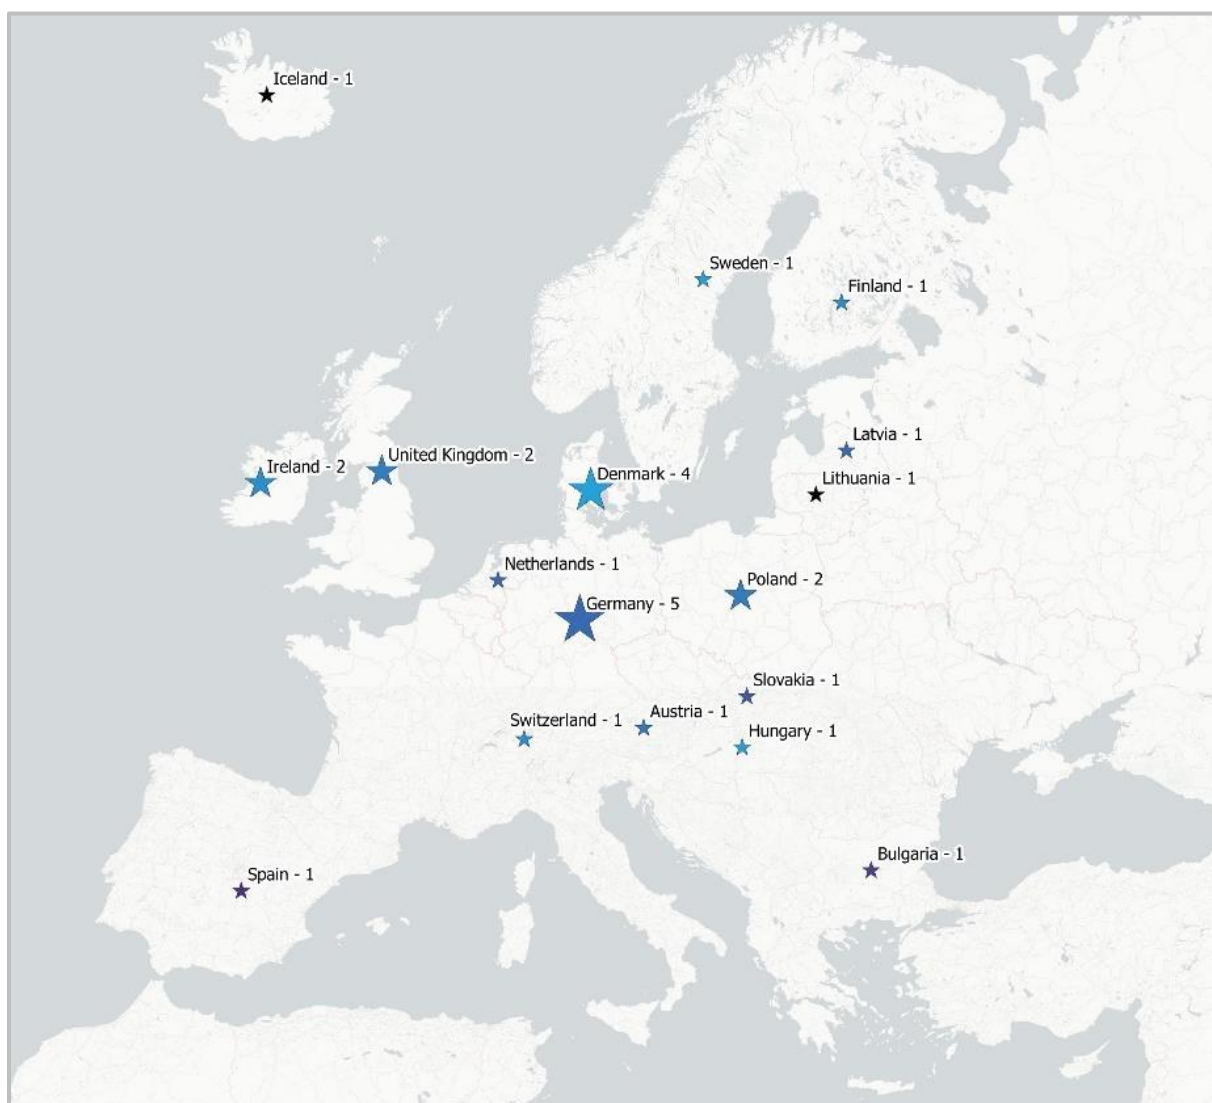 Iceland - 1
Sweden - 1
Finland - 1
Latvia - 1
United Kingdom - 2
Ireland - 2
Denmark - 4
Lithuania - 1
Netherlands - 1
Poland - 2
Germany - 5
Slovakia - 1
Austria - 1
Switzerland - 1
Hungary - 1
Bulgaria - 1
Spain - 1